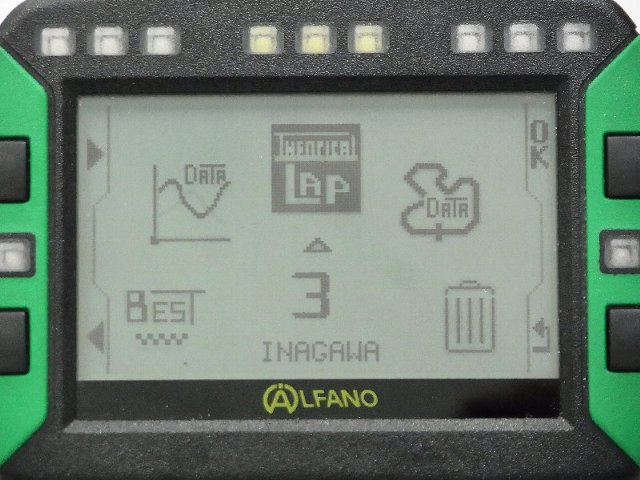 THEORICAL
LAP
OK
DATA
DATA
3
BEST
INAGAWA
ALFANO